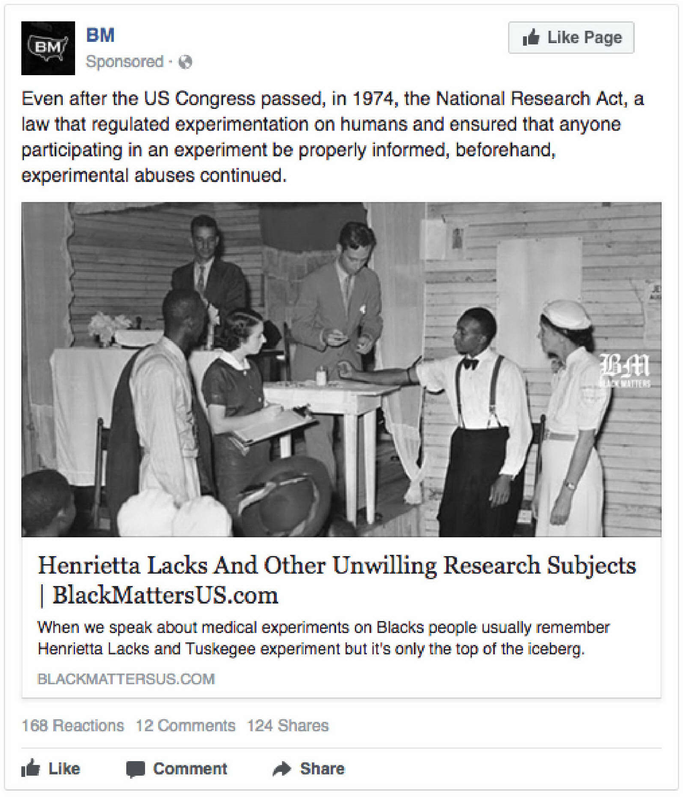 BM
BM
Sponsored ·
Like Page
Even after the US Congress passed, in 1974, the National Research Act, a
law that regulated experimentation on humans and ensured that anyone
participating in an experiment be properly informed, beforehand,
experimental abuses continued.
BM
BLACK MATTERS
Henrietta Lacks And Other Unwilling Research Subjects
| BlackMattersUS.com
When we speak about medical experiments on Blacks people usually remember
Henrietta Lacks and Tuskegee experiment but it's only the top of the iceberg.
BLACKMATTERSUS.COM
168 Reactions 12 Comments 124 Shares
Like Comment Share